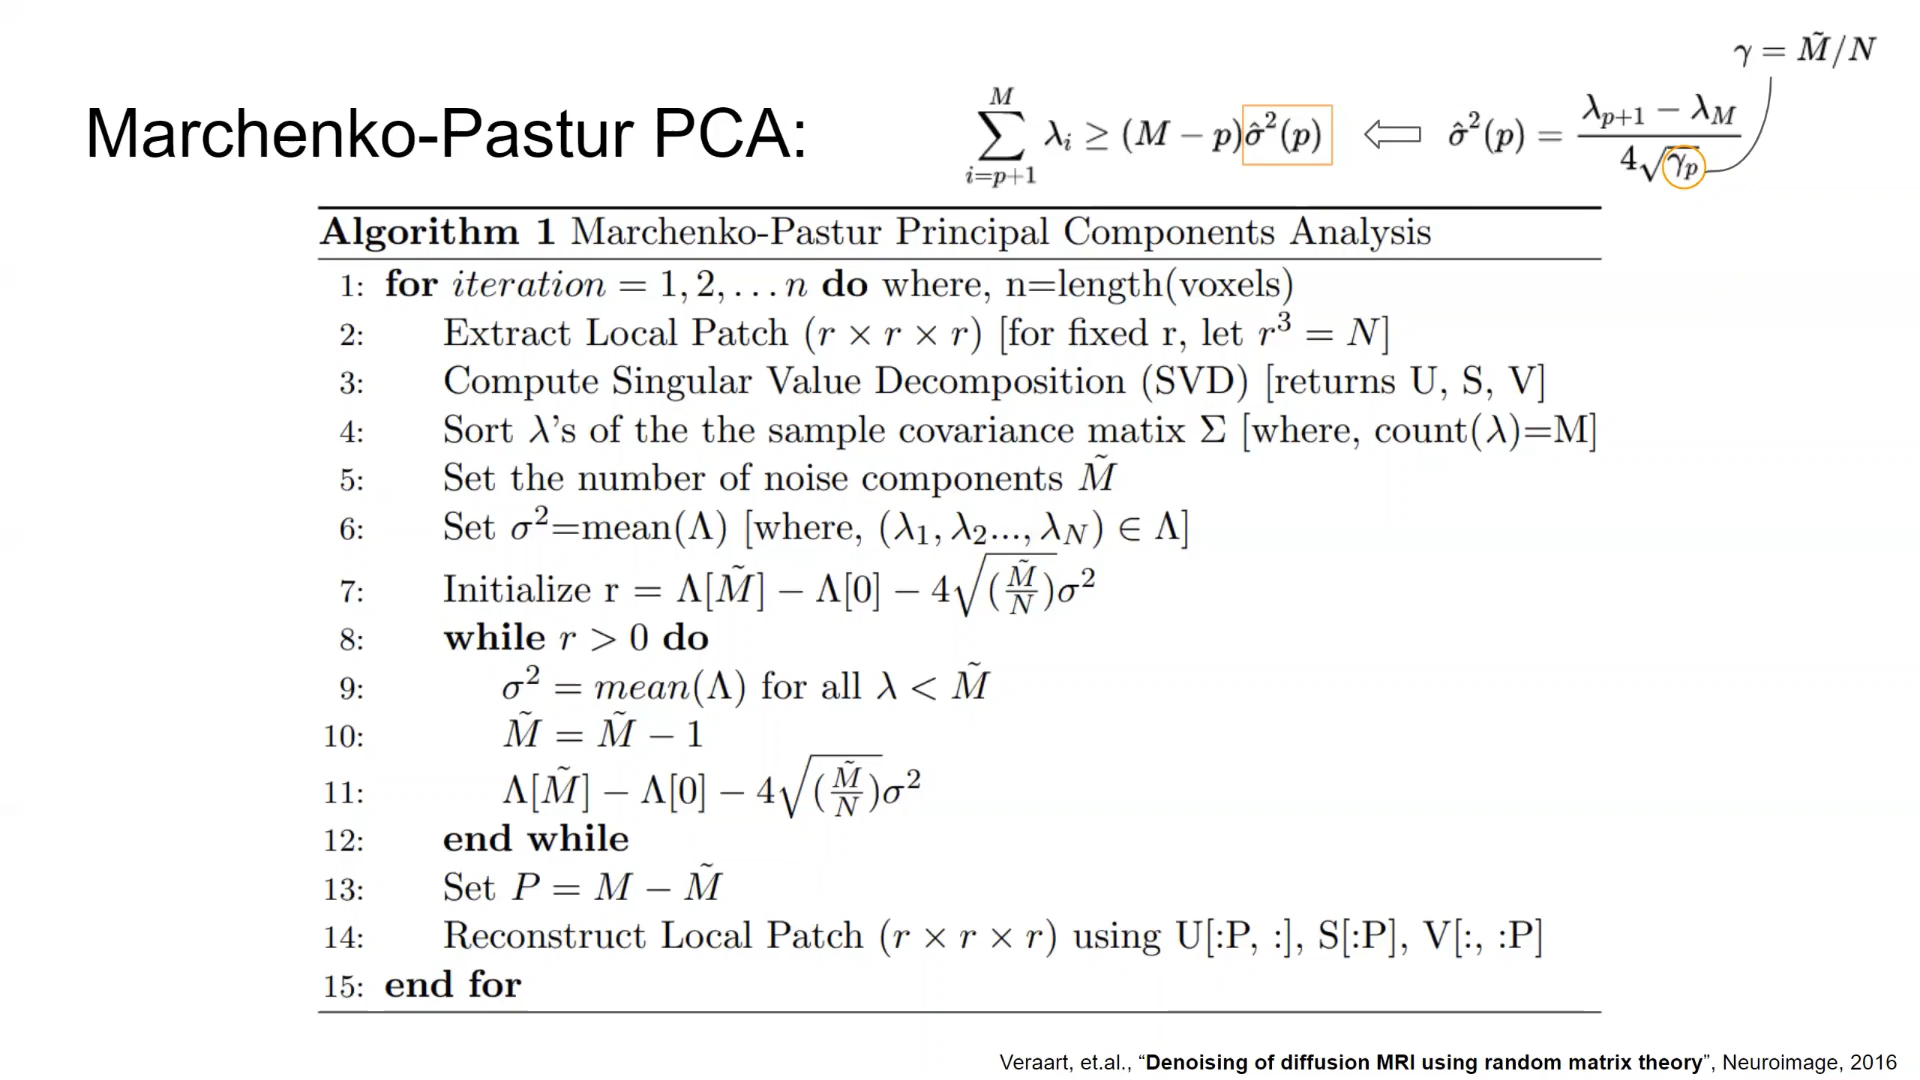 γ = M̃/N
Marchenko-Pastur PCA:
∑_{i=p+1}^{M} λ_i ≥ (M − p)σ̂²(p) ⟸ σ̂²(p) = (λ_{p+1} − λ_M) / (4√γ_p)
Algorithm 1 Marchenko-Pastur Principal Components Analysis
1: for iteration = 1, 2, . . . n do where, n=length(voxels)
2: Extract Local Patch (r × r × r) [for fixed r, let r³ = N]
3: Compute Singular Value Decomposition (SVD) [returns U, S, V]
4: Sort λ's of the the sample covariance matix Σ [where, count(λ)=M]
5: Set the number of noise components M̃
6: Set σ²=mean(Λ) [where, (λ₁, λ₂..., λ_N) ∈ Λ]
7: Initialize r = Λ[M̃] − Λ[0] − 4√(M̃/N)σ²
8: while r > 0 do
9: σ² = mean(Λ) for all λ < M̃
10: M̃ = M̃ − 1
11: Λ[M̃] − Λ[0] − 4√(M̃/N)σ²
12: end while
13: Set P = M − M̃
14: Reconstruct Local Patch (r × r × r) using U[:P, :], S[:P], V[:, :P]
15: end for
Veraart, et.al., “Denoising of diffusion MRI using random matrix theory”, Neuroimage, 2016